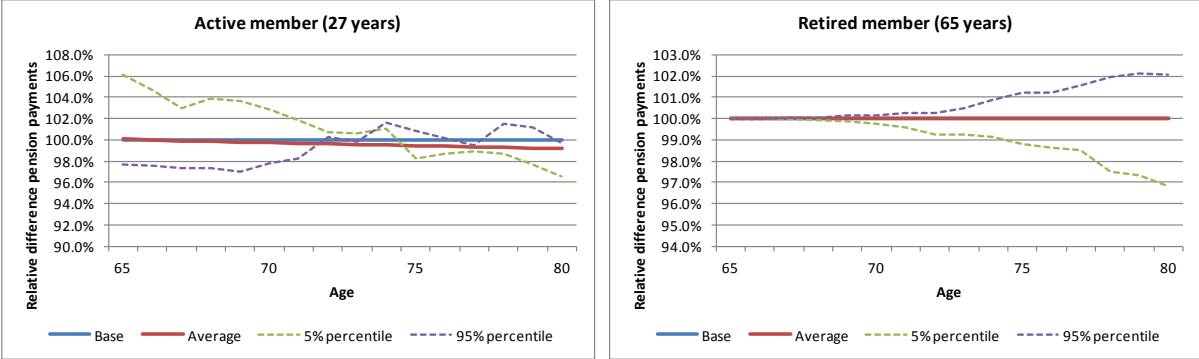 Active member (27 years)
Relative difference pension payments
108.0%
106.0%
104.0%
102.0%
100.0%
98.0%
96.0%
94.0%
92.0%
90.0%
65 70 75 80
Age
Base Average 5% percentile 95% percentile
Retired member (65 years)
Relative difference pension payments
103.0%
102.0%
101.0%
100.0%
99.0%
98.0%
97.0%
96.0%
95.0%
94.0%
65 70 75 80
Age
Base Average 5% percentile 95% percentile